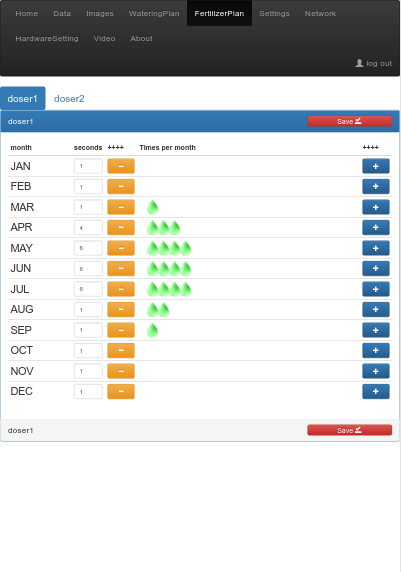 Home Data Images WateringPlan FertilizerPlan Settings Network
HardwareSetting Video About
log out
doser1 doser2
doser1 Save
month seconds ++++ Times per month ++++
JAN 1 − +
FEB 1 − +
MAR 1 − +
APR 4 − +
MAY 6 − +
JUN 6 − +
JUL 6 − +
AUG 1 − +
SEP 1 − +
OCT 1 − +
NOV 1 − +
DEC 1 − +
doser1 Save